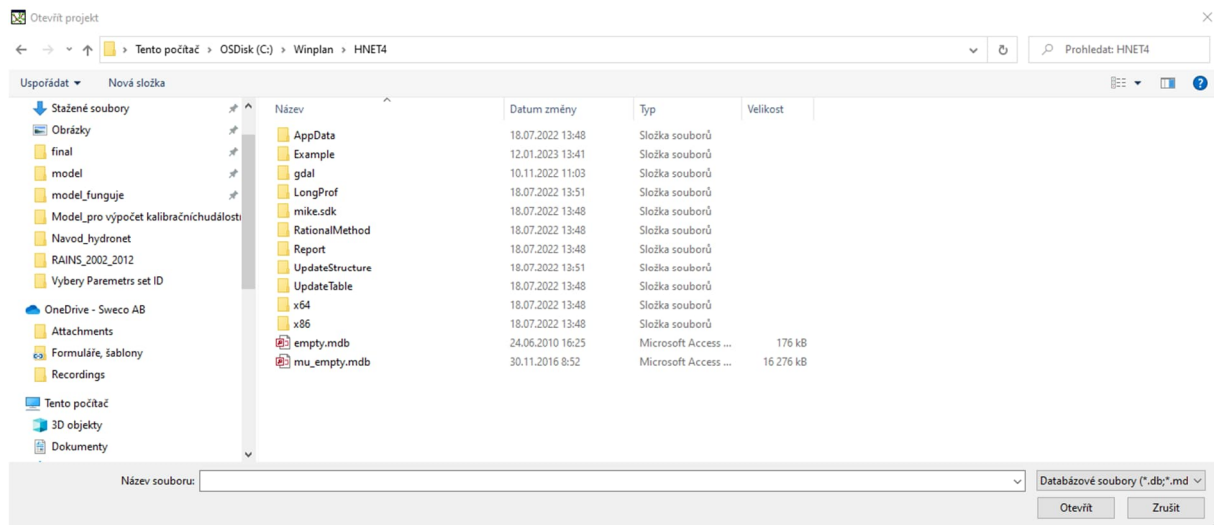 Otevřít projekt
Tento počítač > OSDisk (C:) > Winplan > HNET4
Prohledat: HNET4
Uspořádat
Nová složka
Stažené soubory
Obrázky
final
model
model_funguje
Model_pro výpočet kalibračníchudálostí
Navod_hydronet
RAINS_2002_2012
Vybery Paremetrs set ID
OneDrive - Sweco AB
Attachments
Formuláře, šablony
Recordings
Tento počítač
3D objekty
Dokumenty
Název Datum změny Typ Velikost
AppData 18.07.2022 13:48 Složka souborů
Example 12.01.2023 13:41 Složka souborů
gdal 10.11.2022 11:03 Složka souborů
LongProf 18.07.2022 13:51 Složka souborů
mike.sdk 18.07.2022 13:48 Složka souborů
RationalMethod 18.07.2022 13:48 Složka souborů
Report 18.07.2022 13:48 Složka souborů
UpdateStructure 18.07.2022 13:51 Složka souborů
UpdateTable 18.07.2022 13:48 Složka souborů
x64 18.07.2022 13:48 Složka souborů
x86 18.07.2022 13:48 Složka souborů
empty.mdb 24.06.2010 16:25 Microsoft Access ... 176 kB
mu_empty.mdb 30.11.2016 8:52 Microsoft Access ... 16 276 kB
Název souboru:
Databázové soubory (*.db;*.md
Otevřít
Zrušit